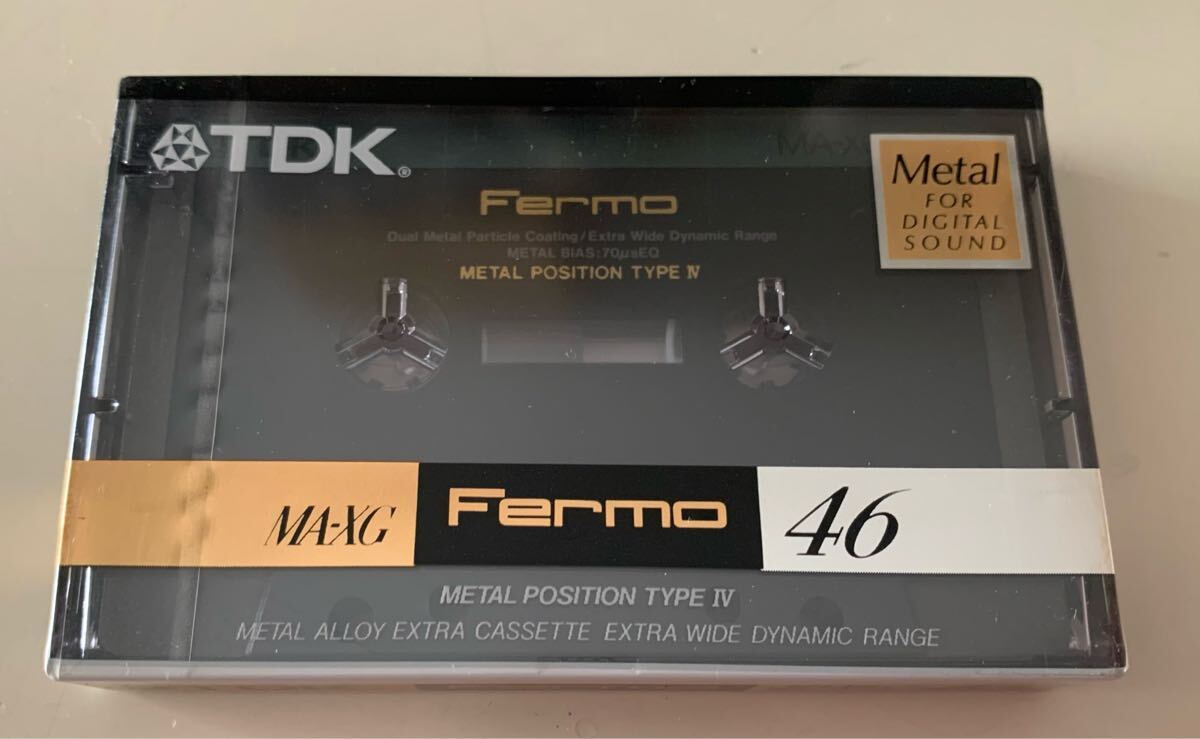 TDK®
MA-X
Metal
FOR
DIGITAL
SOUND
Fermo
Dual Metal Particle Coating/Extra Wide Dynamic Range
METAL BIAS:70μsEQ
METAL POSITION TYPE Ⅳ
MA-XG
Fermo
46
METAL POSITION TYPE Ⅳ
METAL ALLOY EXTRA CASSETTE EXTRA WIDE DYNAMIC RANGE